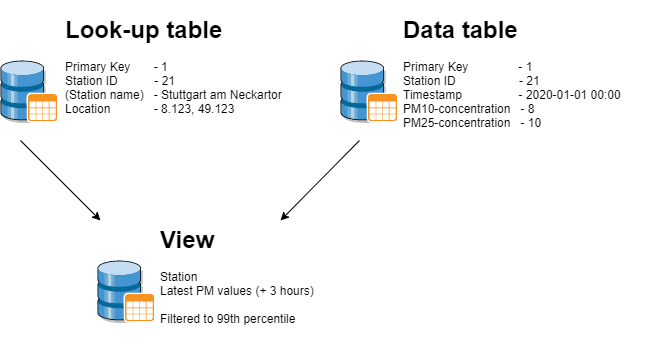 Look-up table
Primary Key - 1
Station ID - 21
(Station name) - Stuttgart am Neckartor
Location - 8.123, 49.123
Data table
Primary Key - 1
Station ID - 21
Timestamp - 2020-01-01 00:00
PM10-concentration - 8
PM25-concentration - 10
View
Station
Latest PM values (+ 3 hours)
Filtered to 99th percentile